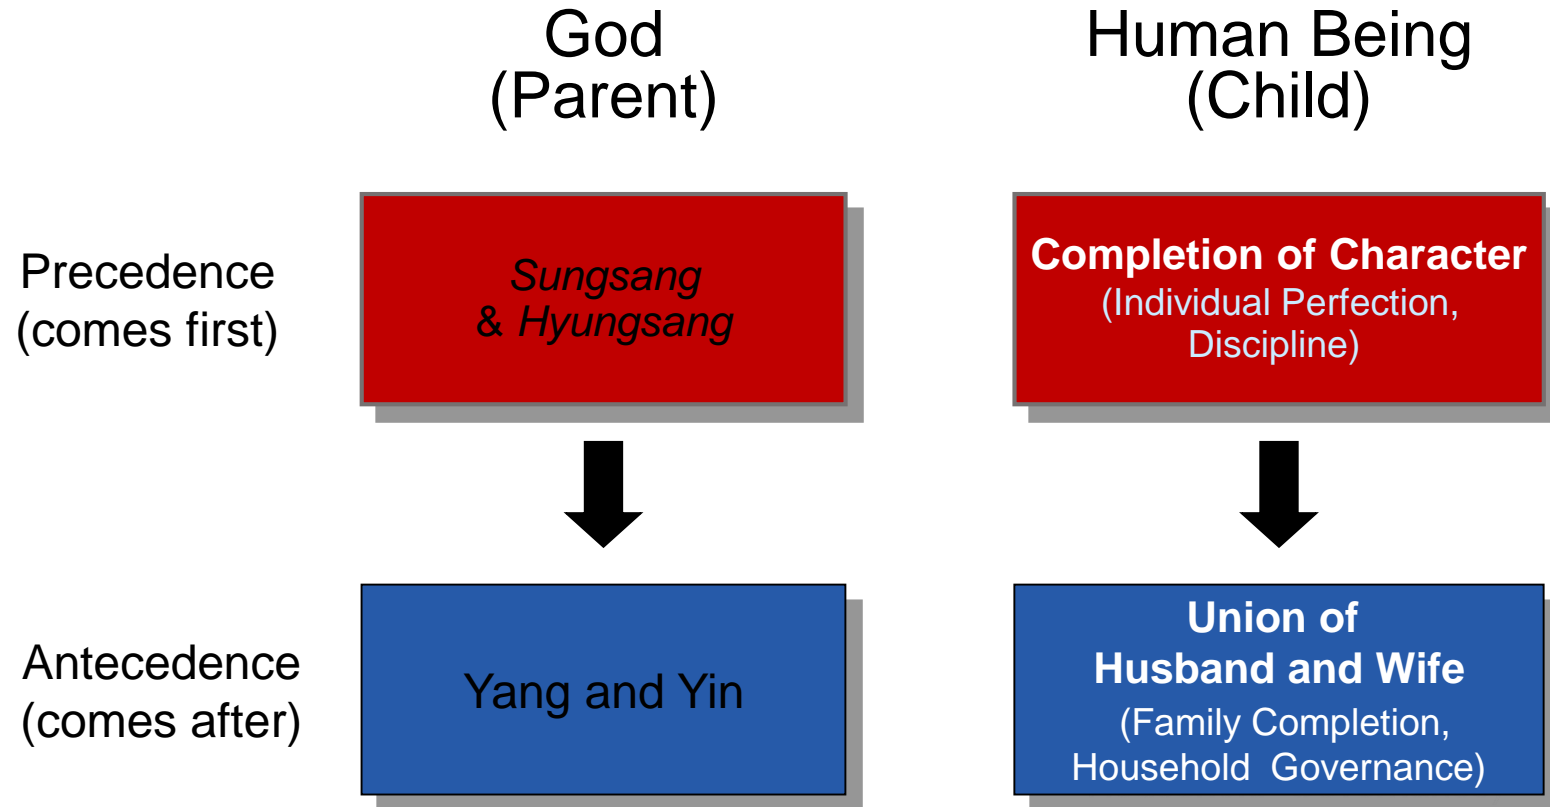 God
(Parent)
Human Being
(Child)
Precedence
(comes first)
Sungsang
& Hyungsang
Completion of Character
(Individual Perfection,
Discipline)
Antecedence
(comes after)
Yang and Yin
Union of
Husband and Wife
(Family Completion,
Household Governance)